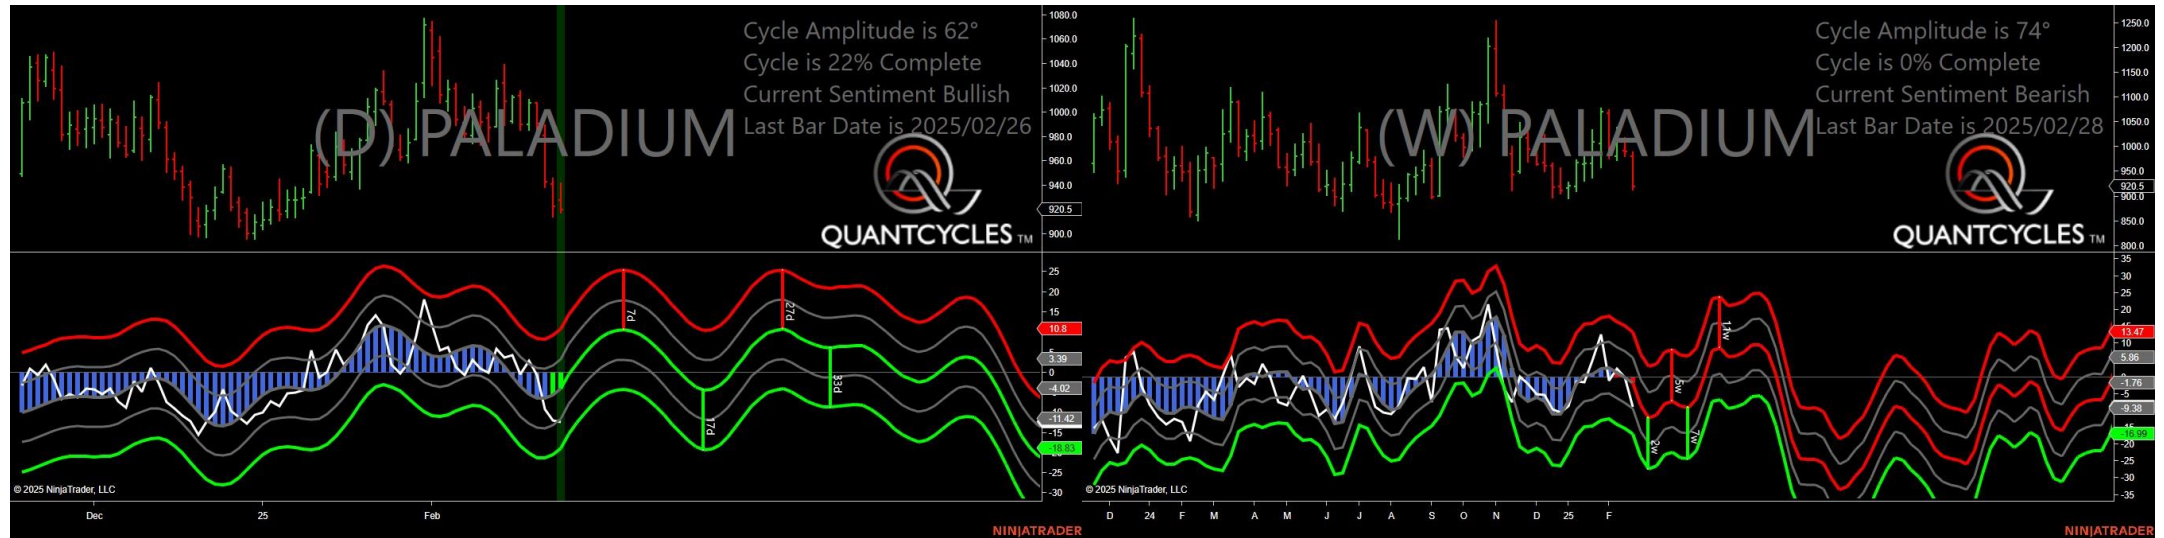 Cycle Amplitude is 62°
Cycle is 22% Complete
Current Sentiment Bullish
Last Bar Date is 2025/02/26
(D) PALADIUM
QUANTCYCLES TM
1080.0
1060.0
1040.0
1020.0
1000.0
980.0
960.0
940.0
920.5
900.0
25
20
15
10.8
5
3.39
0
-4.02
-11.42
-15
-18.83
-25
-30
7d
27d
17d
33d
© 2025 NinjaTrader, LLC
Dec 25 Feb
NINJATRADER
Cycle Amplitude is 74°
Cycle is 0% Complete
Current Sentiment Bearish
Last Bar Date is 2025/02/28
(W) PALADIUM
QUANTCYCLES TM
1250.0
1200.0
1150.0
1100.0
1050.0
1000.0
950.0
920.5
900.0
850.0
800.0
35
30
25
20
13.47
10
5.86
-1.76
-5
-9.38
-16.99
-20
-25
-30
-35
11w
5w
2w
7w
© 2025 NinjaTrader, LLC
D 24 F M A M J J A S O N D 25 F
NINJATRADER